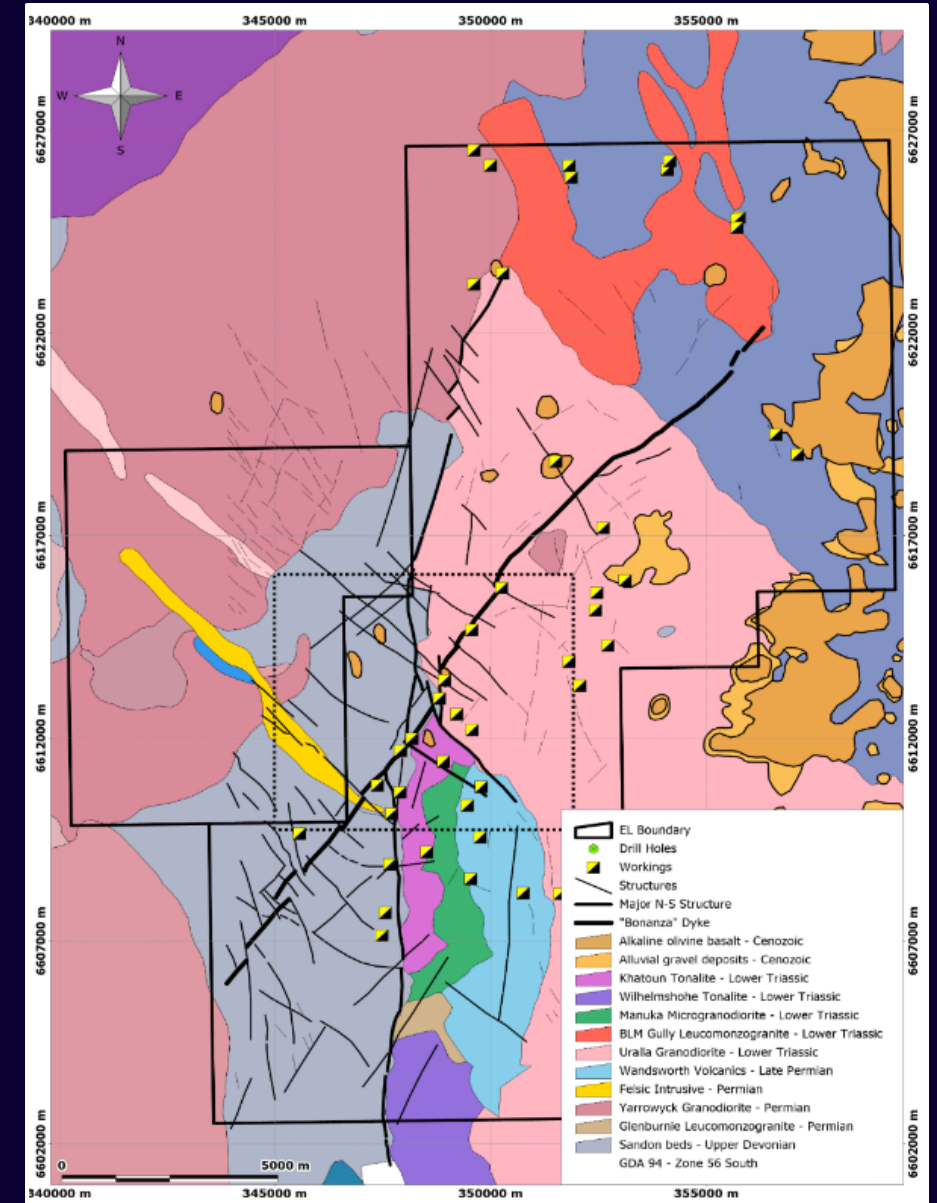 340000 m 345000 m 350000 m 355000 m
N
W E
S
6627000 m 6627000 m
6622000 m 6622000 m
6617000 m 6617000 m
6612000 m 6612000 m
6607000 m 6607000 m
6602000 m 6602000 m
EL Boundary
Drill Holes
Workings
Structures
Major N-S Structure
"Bonanza" Dyke
Alkaline olivine basalt - Cenozoic
Alluvial gravel deposits - Cenozoic
Khatoun Tonalite - Lower Triassic
Wilhelmshohe Tonalite - Lower Triassic
Manuka Microgranodiorite - Lower Triassic
BLM Gully Leucomonzogranite - Lower Triassic
Uralla Granodiorite - Lower Triassic
Wandsworth Volcanics - Late Permian
Felsic Intrusive - Permian
Yarrowyck Granodiorite - Permian
Glenburnie Leucomonzogranite - Permian
Sandon beds - Upper Devonian
GDA 94 - Zone 56 South
0 5000 m
340000 m 345000 m 350000 m 355000 m